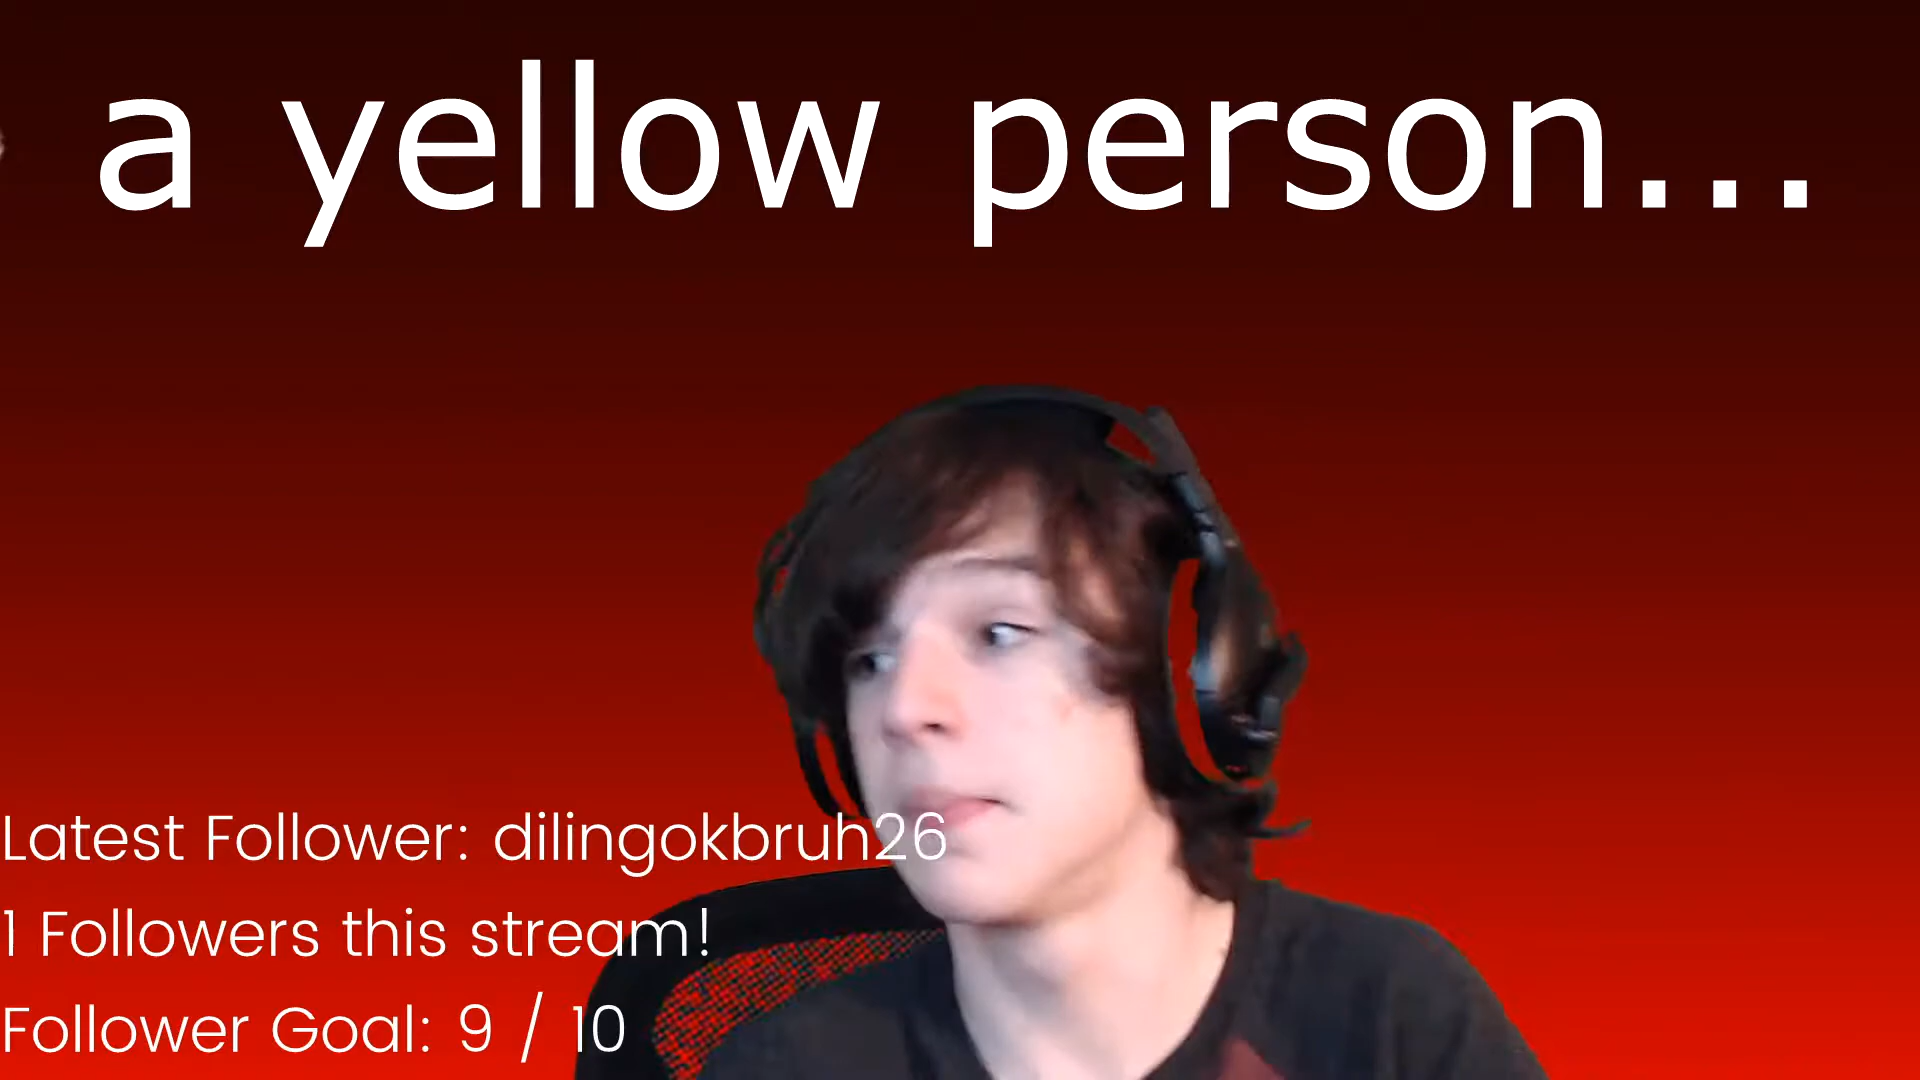 a yellow person...
Latest Follower: dilingokbruh26
1 Followers this stream!
Follower Goal: 9 / 10